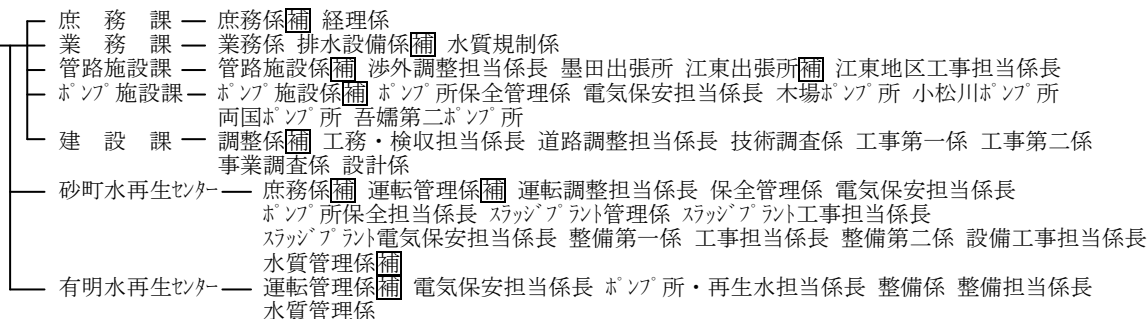 庶務課 庶務係補 経理係
業務課 業務係 排水設備係補 水質規制係
管路施設課 管路施設係補 渉外調整担当係長 墨田出張所 江東出張所補 江東地区工事担当係長
ﾎﾟﾝﾌﾟ施設課 ﾎﾟﾝﾌﾟ施設係補 ﾎﾟﾝﾌﾟ所保全管理係 電気保安担当係長 木場ﾎﾟﾝﾌﾟ所 小松川ﾎﾟﾝﾌﾟ所
両国ﾎﾟﾝﾌﾟ所 吾嬬第二ﾎﾟﾝﾌﾟ所
建設課 調整係補 工務・検収担当係長 道路調整担当係長 技術調査係 工事第一係 工事第二係
事業調査係 設計係
砂町水再生ｾﾝﾀｰ 庶務係補 運転管理係補 運転調整担当係長 保全管理係 電気保安担当係長
ﾎﾟﾝﾌﾟ所保全担当係長 ｽﾗｯｼﾞﾌﾟﾗﾝﾄ管理係 ｽﾗｯｼﾞﾌﾟﾗﾝﾄ工事担当係長
ｽﾗｯｼﾞﾌﾟﾗﾝﾄ電気保安担当係長 整備第一係 工事担当係長 整備第二係 設備工事担当係長
水質管理係補
有明水再生ｾﾝﾀｰ 運転管理係補 電気保安担当係長 ﾎﾟﾝﾌﾟ所・再生水担当係長 整備係 整備担当係長
水質管理係